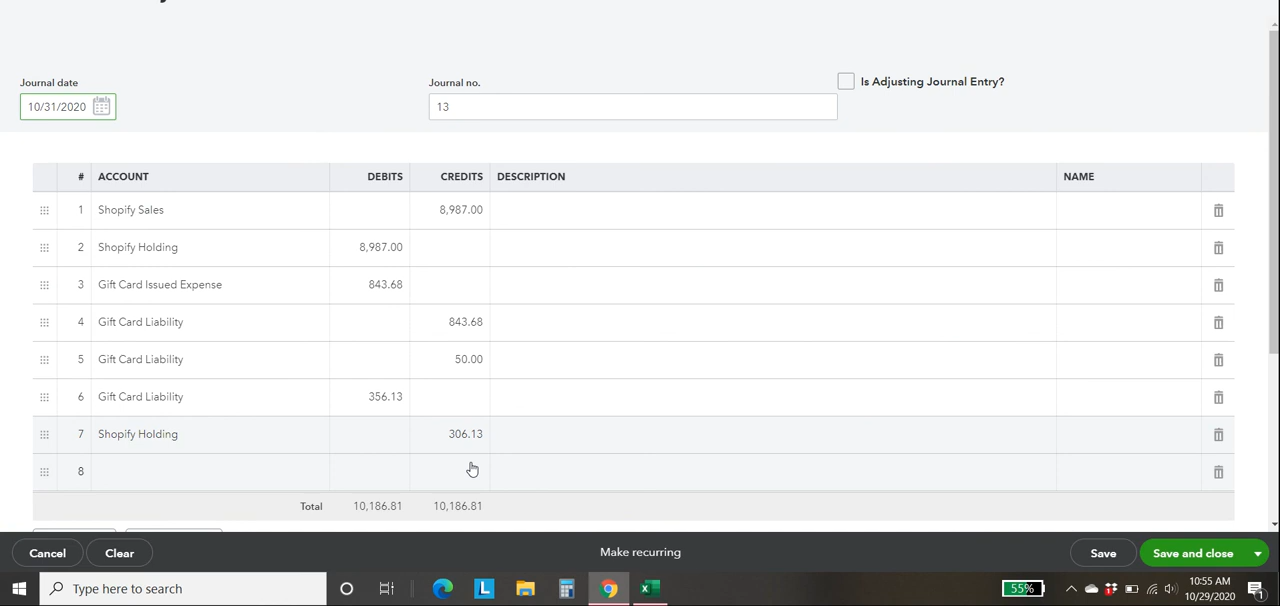 Journal date
Journal no.
Is Adjusting Journal Entry?
10/31/2020
13
# ACCOUNT DEBITS CREDITS DESCRIPTION NAME
1 Shopify Sales 8,987.00
2 Shopify Holding 8,987.00
3 Gift Card Issued Expense 843.68
4 Gift Card Liability 843.68
5 Gift Card Liability 50.00
6 Gift Card Liability 356.13
7 Shopify Holding 306.13
8
Total 10,186.81 10,186.81
Cancel Clear Make recurring Save Save and close
Type here to search
55%
10:55 AM
10/29/2020